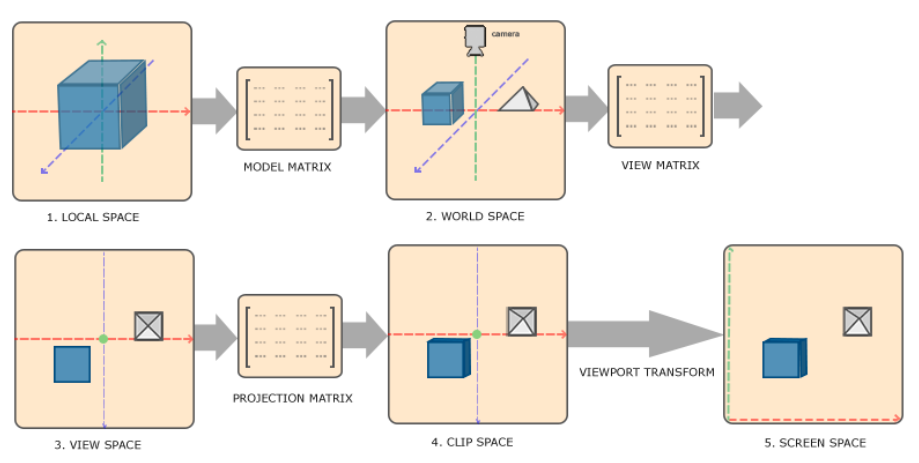 camera
MODEL MATRIX
VIEW MATRIX
1. LOCAL SPACE
2. WORLD SPACE
PROJECTION MATRIX
VIEWPORT TRANSFORM
3. VIEW SPACE
4. CLIP SPACE
5. SCREEN SPACE